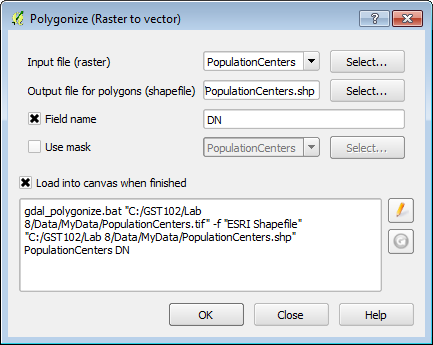 Polygonize (Raster to vector)
Input file (raster) PopulationCenters Select...
Output file for polygons (shapefile) 'PopulationCenters.shp Select...
Field name DN
Use mask PopulationCenters Select...
Load into canvas when finished
gdal_polygonize.bat "C:/GST102/Lab
8/Data/MyData/PopulationCenters.tif" -f "ESRI Shapefile"
"C:/GST102/Lab 8/Data/MyData/PopulationCenters.shp"
PopulationCenters DN
OK Close Help